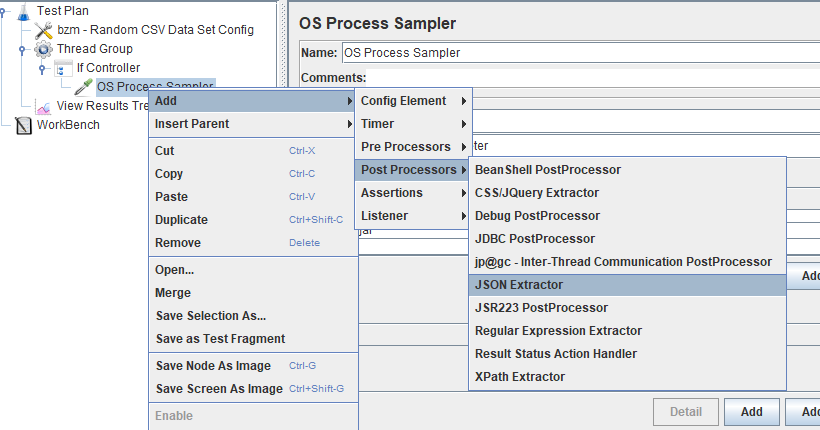 Test Plan
bzm - Random CSV Data Set Config
Thread Group
If Controller
OS Process Sampler
View Results Tre
WorkBench
OS Process Sampler
Name: OS Process Sampler
Comments:
Add
Insert Parent
Cut Ctrl-X
Copy Ctrl-C
Paste Ctrl-V
Duplicate Ctrl+Shift-C
Remove Delete
Open...
Merge
Save Selection As...
Save as Test Fragment
Save Node As Image Ctrl-G
Save Screen As Image Ctrl+Shift-G
Enable
Config Element
Timer
Pre Processors
Post Processors
Assertions
Listener
BeanShell PostProcessor
CSS/JQuery Extractor
Debug PostProcessor
JDBC PostProcessor
jp@gc - Inter-Thread Communication PostProcessor
JSON Extractor
JSR223 PostProcessor
Regular Expression Extractor
Result Status Action Handler
XPath Extractor
ter
jar
Add
Detail Add Add